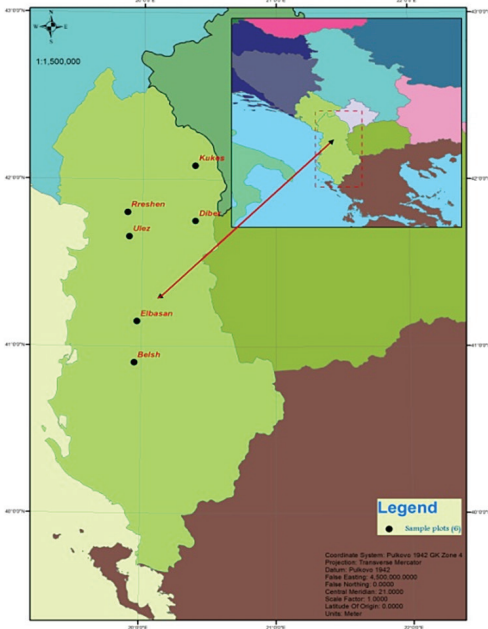 1:1,500,000
Kukes
Rreshen
Diber
Ulez
Elbasan
Belsh
Legend
Sample plots (6)
Coordinate System: Pulkovo 1942 GK Zone 4
Projection: Transverse Mercator
Datum: Pulkovo 1942
False Easting: 4,500,000.0000
False Northing: 0.0000
Central Meridian: 21.0000
Scale Factor: 1.0000
Latitude Of Origin: 0.0000
Units: Meter